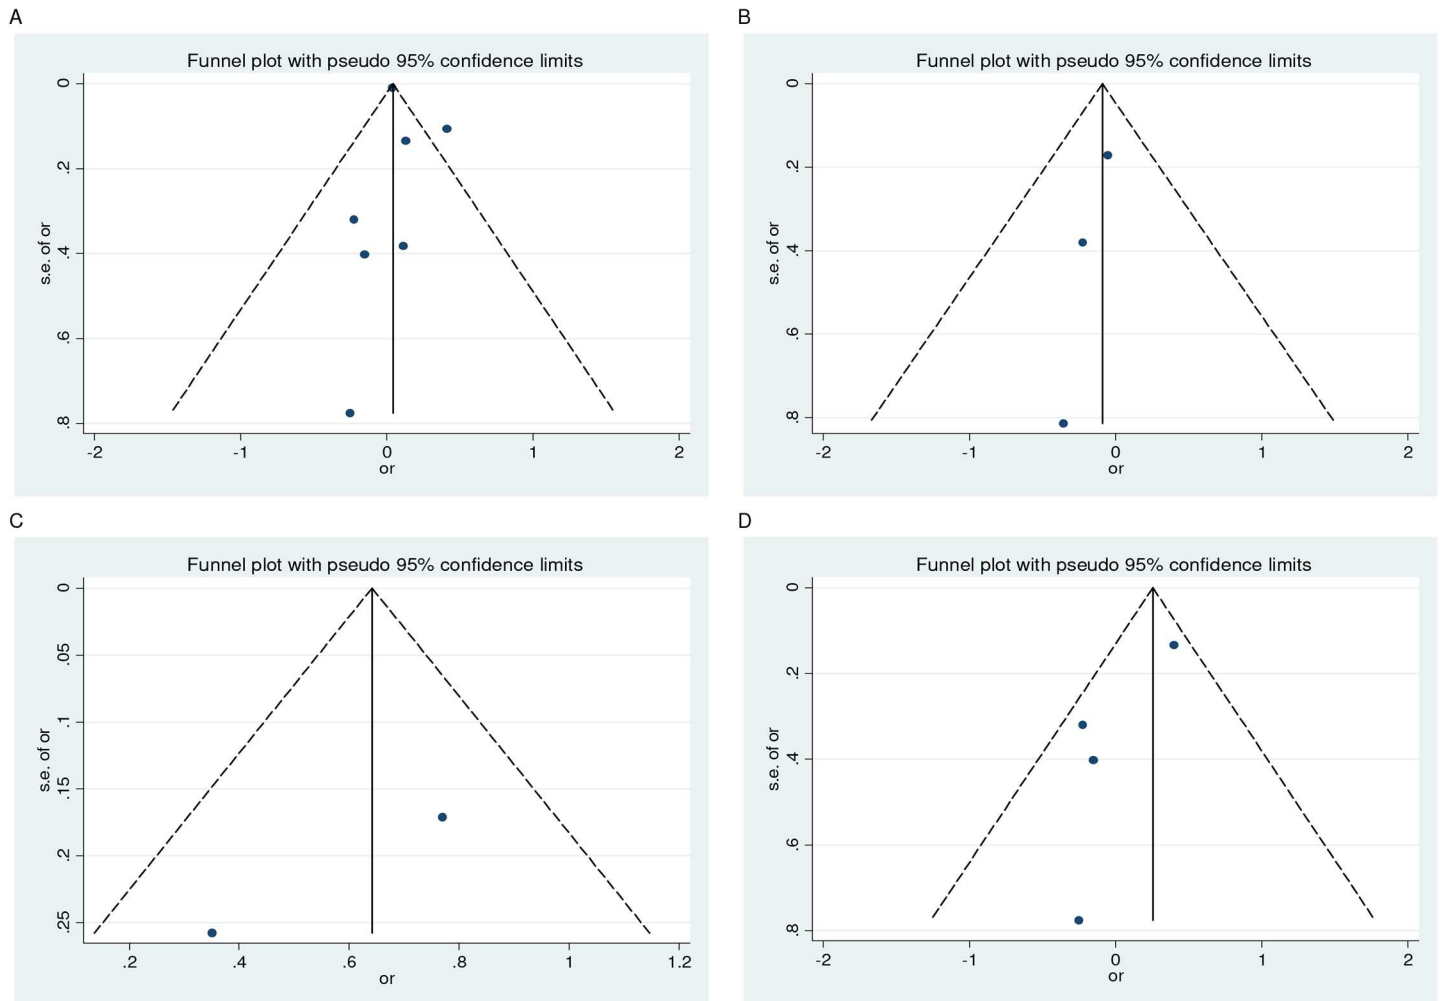 A
Funnel plot with pseudo 95% confidence limits
s.e. of or
0
.2
.4
.6
.8
-2
-1
0
1
2
or
B
Funnel plot with pseudo 95% confidence limits
s.e. of or
0
.2
.4
.6
.8
-2
-1
0
1
2
or
C
Funnel plot with pseudo 95% confidence limits
s.e. of or
0
.05
.1
.15
.2
.25
.2
.4
.6
.8
1
1.2
or
D
Funnel plot with pseudo 95% confidence limits
s.e. of or
0
.2
.4
.6
.8
-2
-1
0
1
2
or